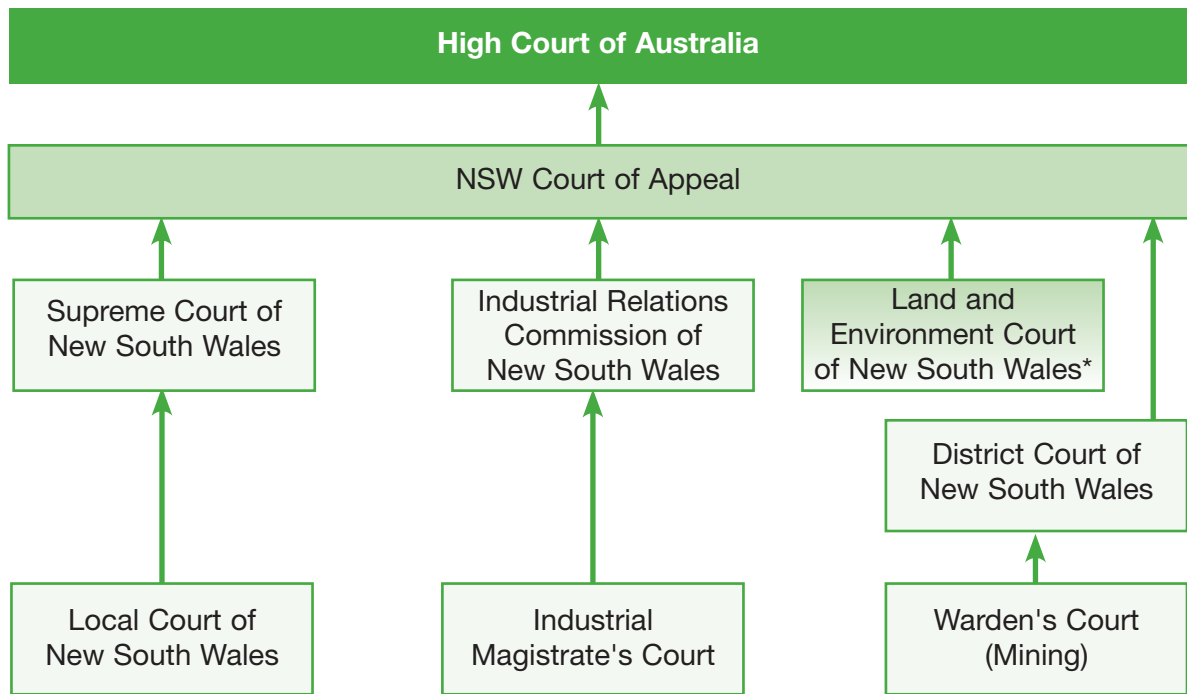 High Court of Australia
NSW Court of Appeal
Supreme Court of
New South Wales
Industrial Relations
Commission of
New South Wales
Land and
Environment Court
of New South Wales*
District Court of
New South Wales
Local Court of
New South Wales
Industrial
Magistrate's Court
Warden's Court
(Mining)